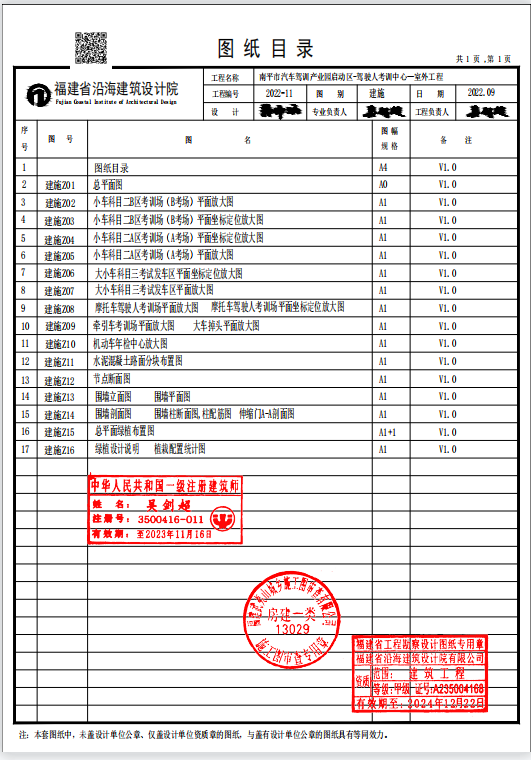 图纸目录
共 1 页 ,第 1 页
福建省沿海建筑设计院
Fujian Coastal Institute of Architectural Design
工程名称 南平市汽车驾训产业园启动区-驾驶人考训中心一室外工程
工程编号 2022-11 图 别 建施 日 期 2022.09
设 计 专业负责人 工程负责人
序号 图 号 图 名 图幅规格 备 注
1 图纸目录 A4 V1.0
2 建施Z01 总平面图 A0 V1.0
3 建施Z02 小车科目二B区考训场（B考场）平面放大图 A1 V1.0
4 建施Z03 小车科目二B区考训场（B考场）平面坐标定位放大图 A1 V1.0
5 建施Z04 小车科目二A区考训场（A考场）平面坐标定位放大图 A1 V1.0
6 建施Z05 小车科目二A区考训场（A考场）平面放大图 A1 V1.0
7 建施Z06 大小车科目三考试发车区平面坐标定位放大图 A1 V1.0
8 建施Z07 大小车科目三考试发车区平面放大图 A1 V1.0
9 建施Z08 摩托车驾驶人考训场平面放大图 摩托车驾驶人考训场平面坐标定位放大图 A1 V1.0
10 建施Z09 牵引车考训场平面放大图 大车掉头平面放大图 A1 V1.0
11 建施Z10 机动车年检中心放大图 A1 V1.0
12 建施Z11 水泥混凝土路面分块布置图 A1 V1.0
13 建施Z12 节点断面图 A1 V1.0
14 建施Z13 围墙立面图 围墙平面图 A1 V1.0
15 建施Z14 围墙剖面图 围墙柱断面图,柱配筋图 伸缩门A-A剖面图 A1 V1.0
16 建施Z15 总平面绿植布置图 A1+1 V1.0
17 建施Z16 绿植设计说明 植栽配置统计图 A1 V1.0
中华人民共和国一级注册建筑师
姓 名： 吴剑超
注册号： 3500416-011
有效期： 至2023年11月16日
房建一类
13029
施工图审查专用章
福建省工程勘察设计图纸专用章
福建省沿海建筑设计院有限公司
资质 范围： 建筑工程
等级:甲级 证号:A235004168
有效期至：2024年12月22日
注：本套图纸中，未盖设计单位公章、仅盖设计单位资质章的图纸，与盖有设计单位公章的图纸具有等同效力。